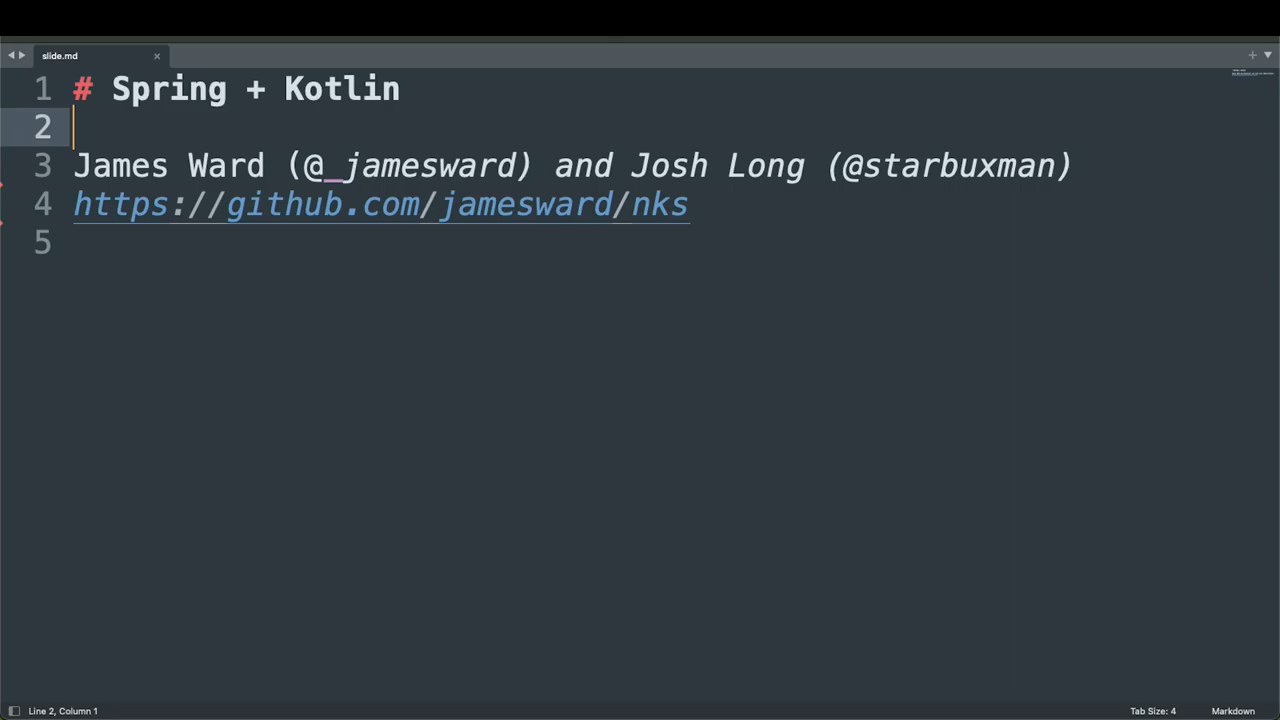 slide.md
1 # Spring + Kotlin
2
3 James Ward (@_jamesward) and Josh Long (@starbuxman)
4 https://github.com/jamesward/nks
5
Line 2, Column 1
Tab Size: 4
Markdown